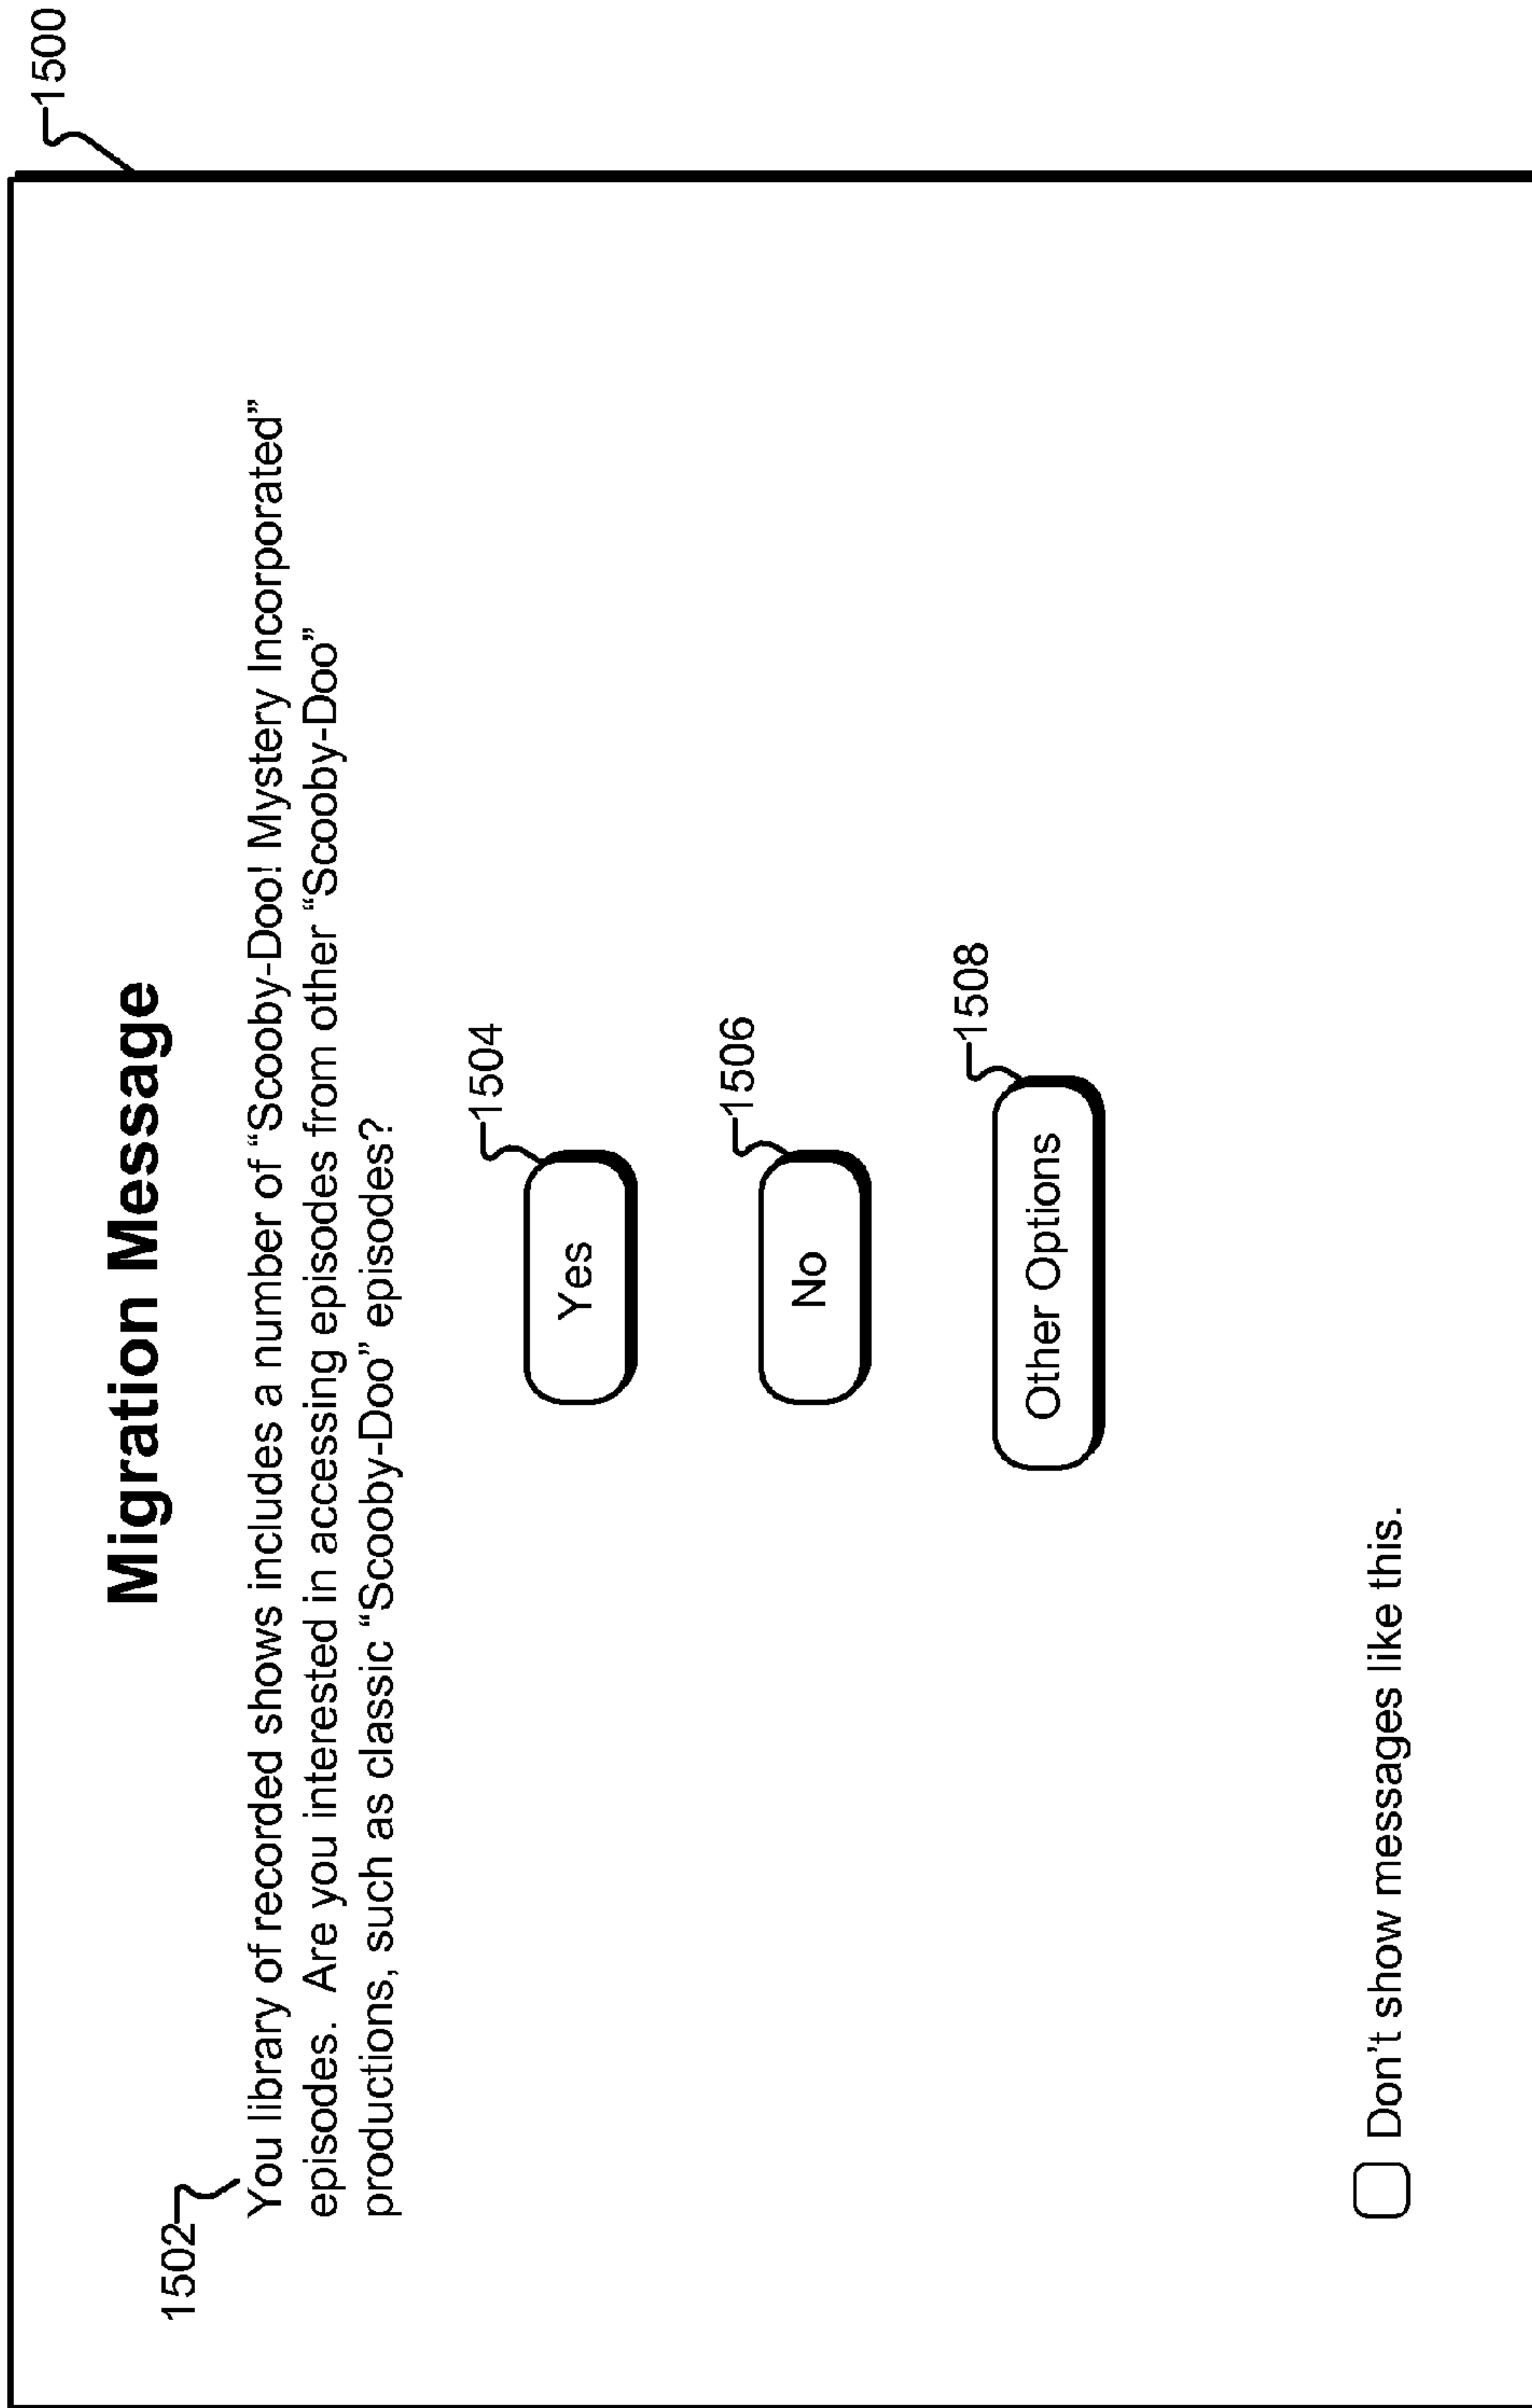 1500
Migration Message
1502
You library of recorded shows includes a number of “Scooby-Doo! Mystery Incorporated”
episodes.  Are you interested in accessing episodes from other “Scooby-Doo”
productions, such as classic “Scooby-Doo” episodes?
1504
Yes
1506
No
1508
Other Options
Don't show messages like this.